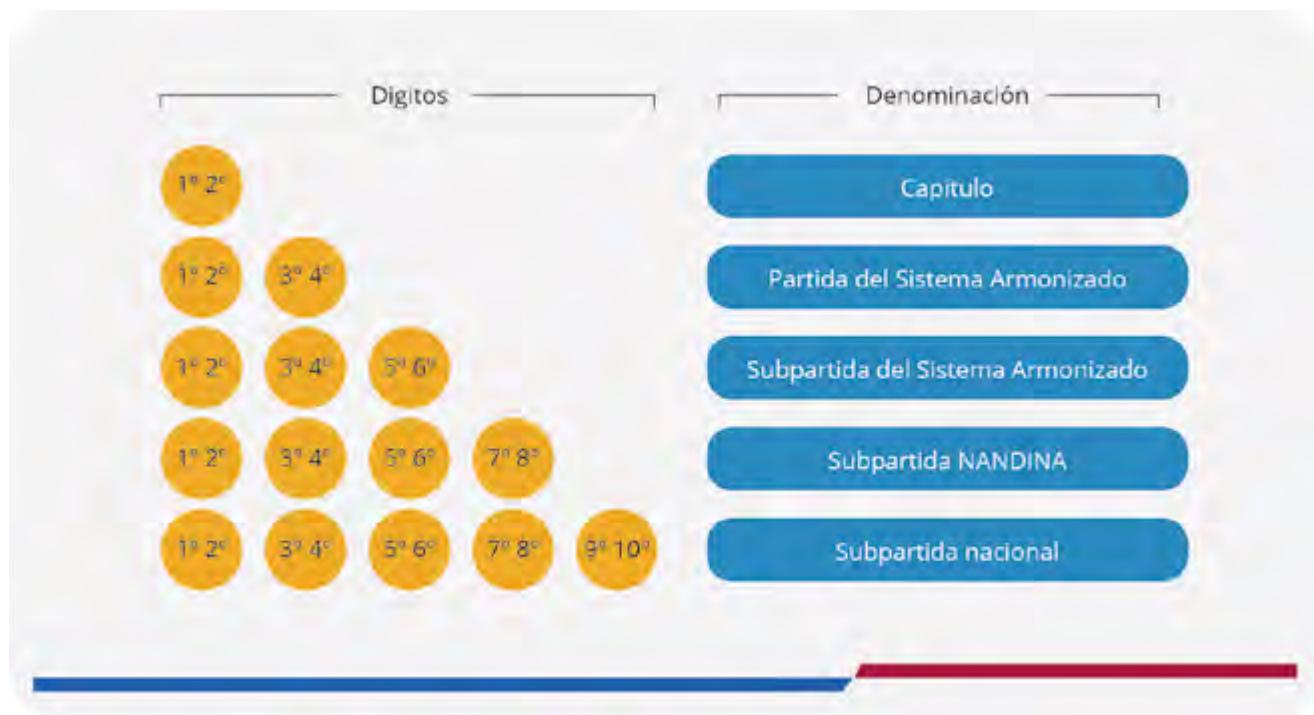 Digitos Denominación
1º 2º Capitulo
1º 2º 3º 4º Partida del Sistema Armonizado
1º 2º 3º 4º 5º 6º Subpartida del Sistema Armonizado
1º 2º 3º 4º 5º 6º 7º 8º Subpartida NANDINA
1º 2º 3º 4º 5º 6º 7º 8º 9º 10º Subpartida nacional